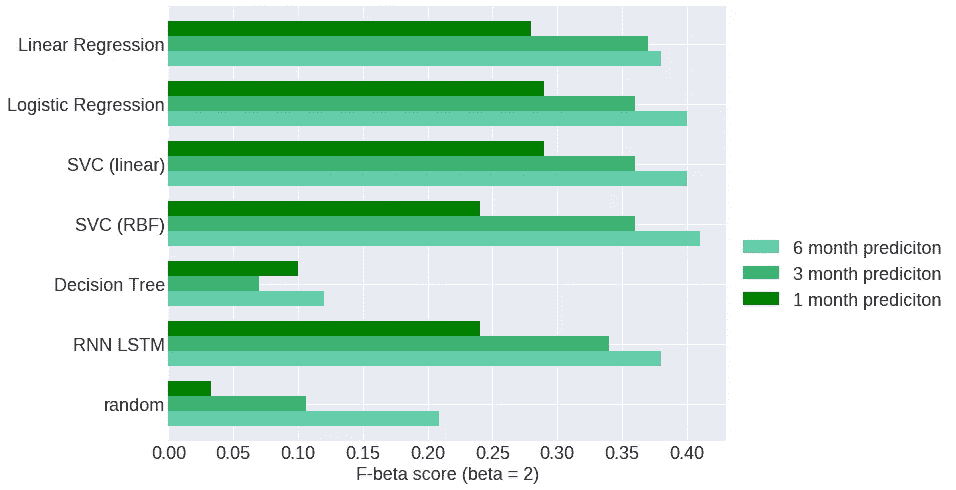 Linear Regression
Logistic Regression
SVC (linear)
SVC (RBF)
Decision Tree
RNN LSTM
random
0.00 0.05 0.10 0.15 0.20 0.25 0.30 0.35 0.40
F-beta score (beta = 2)
6 month prediciton
3 month prediciton
1 month prediciton